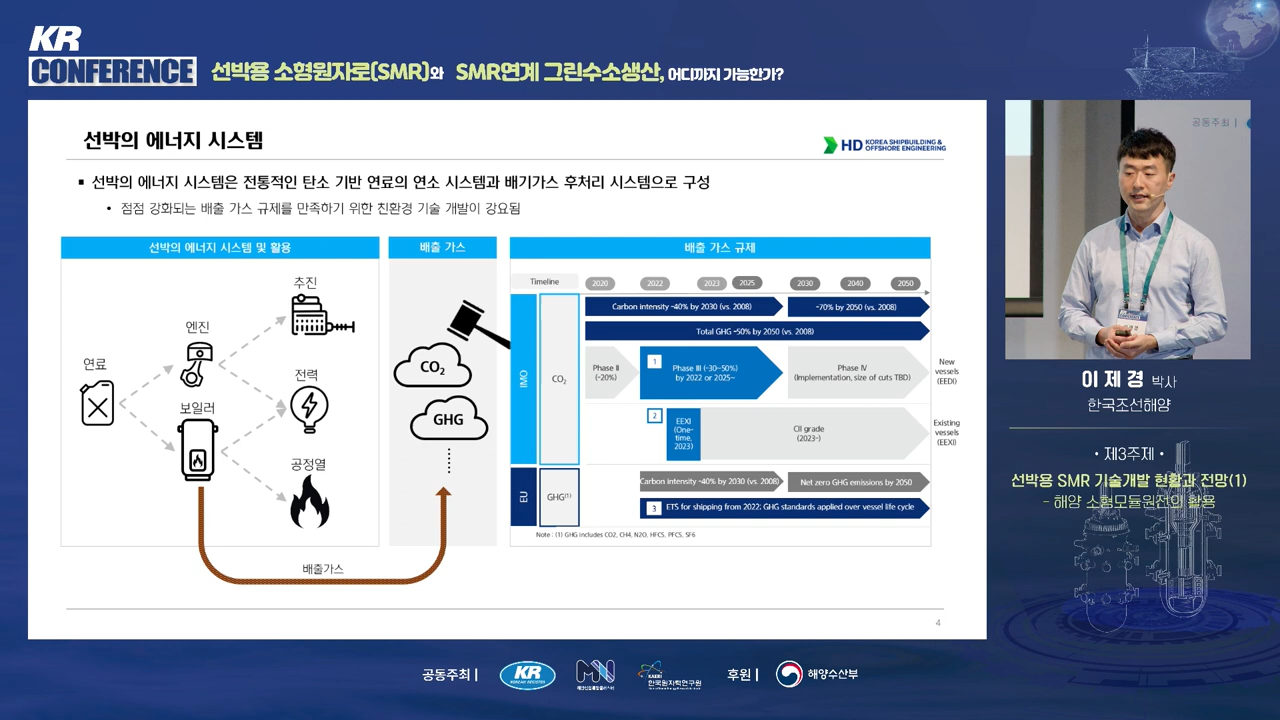 KR
CONFERENCE
선박용 소형원자로(SMR)와 SMR연계 그린수소생산, 어디까지 가능한가?
선박의 에너지 시스템
HD KOREA SHIPBUILDING & OFFSHORE ENGINEERING
▪ 선박의 에너지 시스템은 전통적인 탄소 기반 연료의 연소 시스템과 배기가스 후처리 시스템으로 구성
• 점점 강화되는 배출 가스 규제를 만족하기 위한 친환경 기술 개발이 강요됨
선박의 에너지 시스템 및 활용
연료
엔진
보일러
추진
전력
공정열
배출가스
배출 가스
CO₂
GHG
배출 가스 규제
Timeline
2020 2022 2023 2025 2030 2040 2050
IMO
CO₂
Carbon intensity -40% by 2030 (vs. 2008)
-70% by 2050 (vs. 2008)
Total GHG -50% by 2050 (vs. 2008)
Phase II
(-20%)
1
Phase III (-30~50%)
by 2022 or 2025~
Phase IV
(Implementation, size of cuts TBD)
New
vessels
(EEDI)
2
EEXI
(One-
time,
2023)
CII grade
(2023~)
Existing
vessels
(EEXI)
EU
GHG(1)
Carbon intensity -40% by 2030 (vs. 2008)
Net zero GHG emissions by 2050
3
ETS for shipping from 2022; GHG standards applied over vessel life cycle
Note : (1) GHG includes CO2, CH4, N2O, HFCS, PFCS, SF6
4
공동주최 |
이 제 경 박사
한국조선해양
• 제3주제 •
선박용 SMR 기술개발 현황과 전망(1)
- 해양 소형모듈원전의 활용
공동주최 |
KR
KOREAN REGISTER
KAERI
한국원자력연구원
후원 |
해양수산부